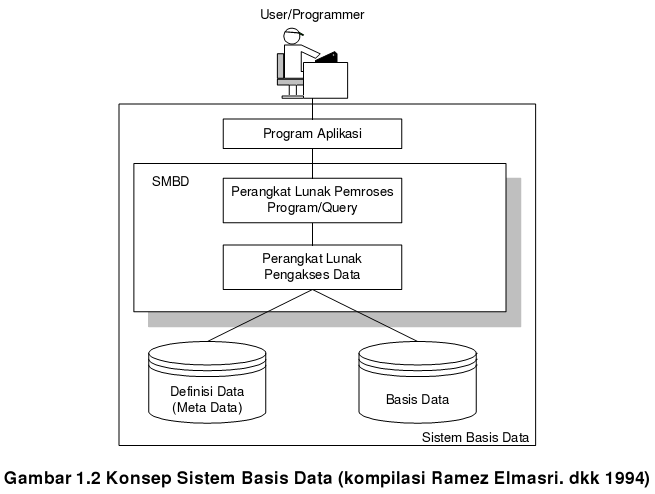 User/Programmer
Program Aplikasi
SMBD
Perangkat Lunak Pemroses
Program/Query
Perangkat Lunak
Pengakses Data
Definisi Data
(Meta Data)
Basis Data
Sistem Basis Data
Gambar 1.2 Konsep Sistem Basis Data (kompilasi Ramez Elmasri. dkk 1994)